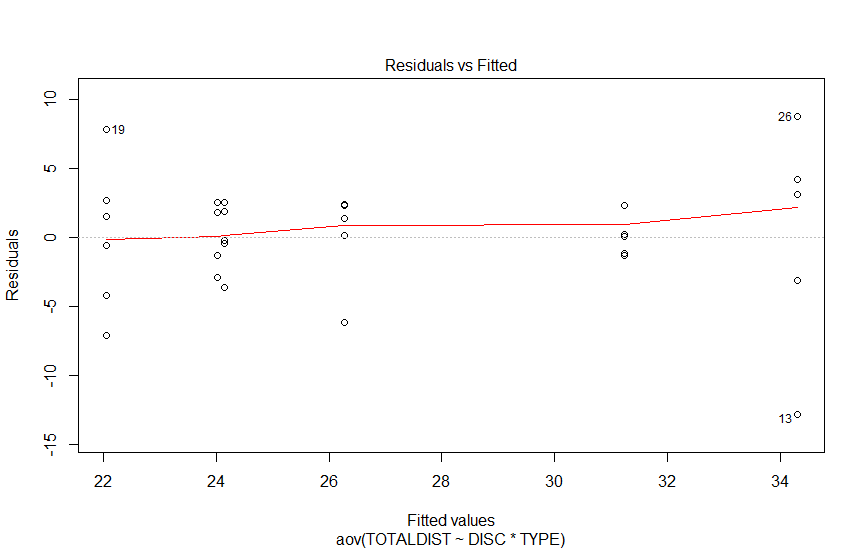 Residuals vs Fitted
10
5
0
-5
-10
-15
Residuals
19
26
13
22 24 26 28 30 32 34
Fitted values
aov(TOTALDIST ~ DISC * TYPE)